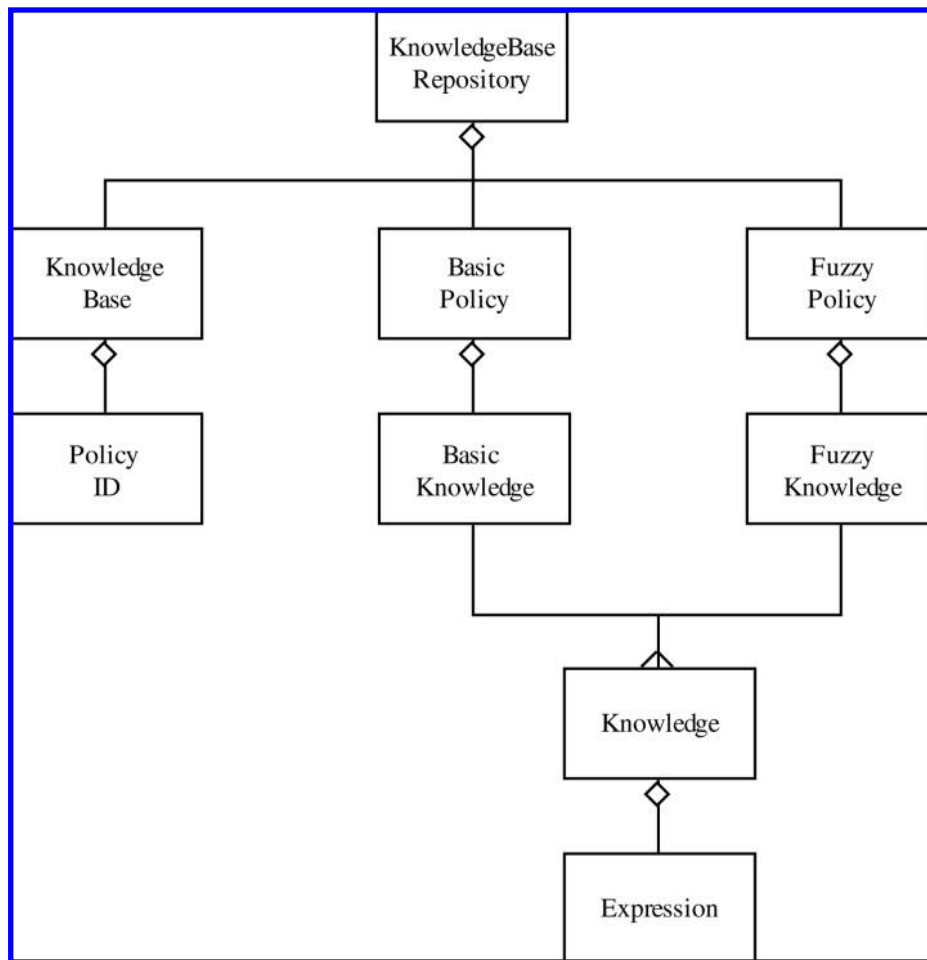 KnowledgeBase
Repository
Knowledge
Base
Basic
Policy
Fuzzy
Policy
Policy
ID
Basic
Knowledge
Fuzzy
Knowledge
Knowledge
Expression